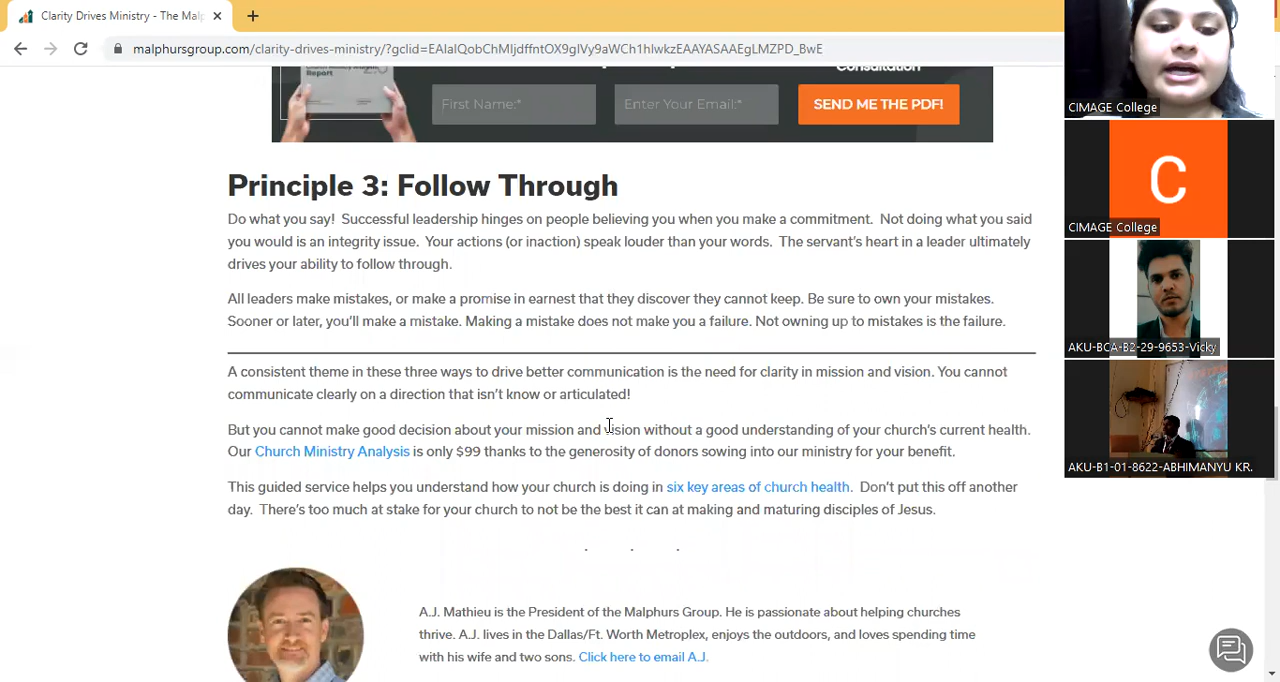 Clarity Drives Ministry - The Mal
malphursgroup.com/clarity-drives-ministry/?gclid=EAIaIQobChMIjdffntOX9gIVy9aWCh1hIwkzEAAYASAAEgLMZPD_BwE
Report
Consultation
First Name:*
Enter Your Email:*
SEND ME THE PDF!
Principle 3: Follow Through
Do what you say!  Successful leadership hinges on people believing you when you make a commitment.  Not doing what you said
you would is an integrity issue.  Your actions (or inaction) speak louder than your words.  The servant's heart in a leader ultimately
drives your ability to follow through.
All leaders make mistakes, or make a promise in earnest that they discover they cannot keep. Be sure to own your mistakes.
Sooner or later, you'll make a mistake. Making a mistake does not make you a failure. Not owning up to mistakes is the failure.
A consistent theme in these three ways to drive better communication is the need for clarity in mission and vision. You cannot
communicate clearly on a direction that isn't know or articulated!
But you cannot make good decision about your mission and vision without a good understanding of your church's current health.
Our Church Ministry Analysis is only $99 thanks to the generosity of donors sowing into our ministry for your benefit.
This guided service helps you understand how your church is doing in six key areas of church health.  Don't put this off another
day.  There's too much at stake for your church to not be the best it can at making and maturing disciples of Jesus.
A.J. Mathieu is the President of the Malphurs Group. He is passionate about helping churches
thrive. A.J. lives in the Dallas/Ft. Worth Metroplex, enjoys the outdoors, and loves spending time
with his wife and two sons. Click here to email A.J.
CIMAGE College
C
CIMAGE College
AKU-BCA-B2-29-9653-Vicky
AKU-B1-01-8622-ABHIMANYU KR.